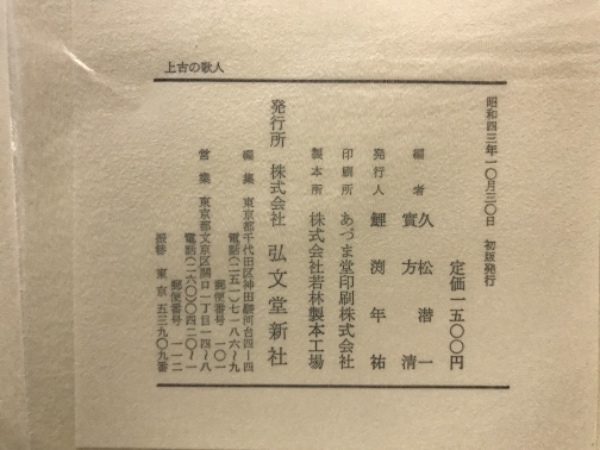 上古の歌人
昭和四三年一〇月三〇日　初版発行
定価一五〇〇円
編者　久松潜一
實方清
発行人　鯉渕年祐
印刷所　あづま堂印刷株式会社
製本所　株式会社若林製本工場
発行所　株式会社　弘文堂新社
編集　東京都千代田区神田駿河台四ー四
電話（二五一）七一八六〜九
郵便番号　一〇一
営業　東京都文京区関口一丁目一四〜八
電話（二六〇）〇四二〇〜一
郵便番号　一一二
振替　東京　五三九〇九番